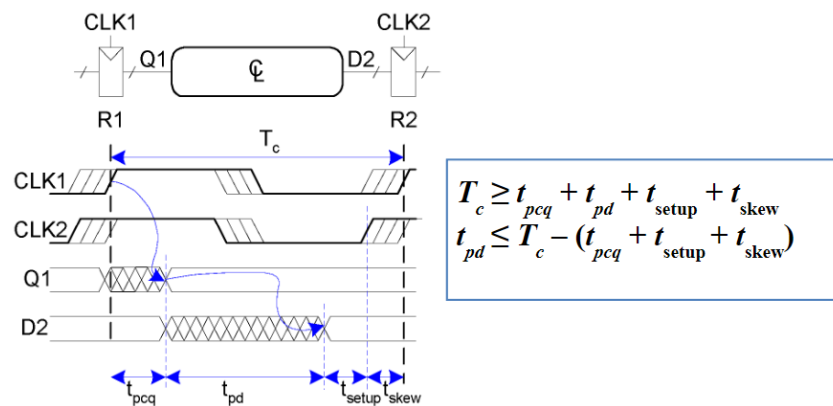 CLK1 CLK2
Q1 CL D2
R1 R2
Tc
CLK1
CLK2
Q1
D2
tpcq tpd tsetup tskew
Tc ≥ tpcq + tpd + tsetup + tskew
tpd ≤ Tc − (tpcq + tsetup + tskew)